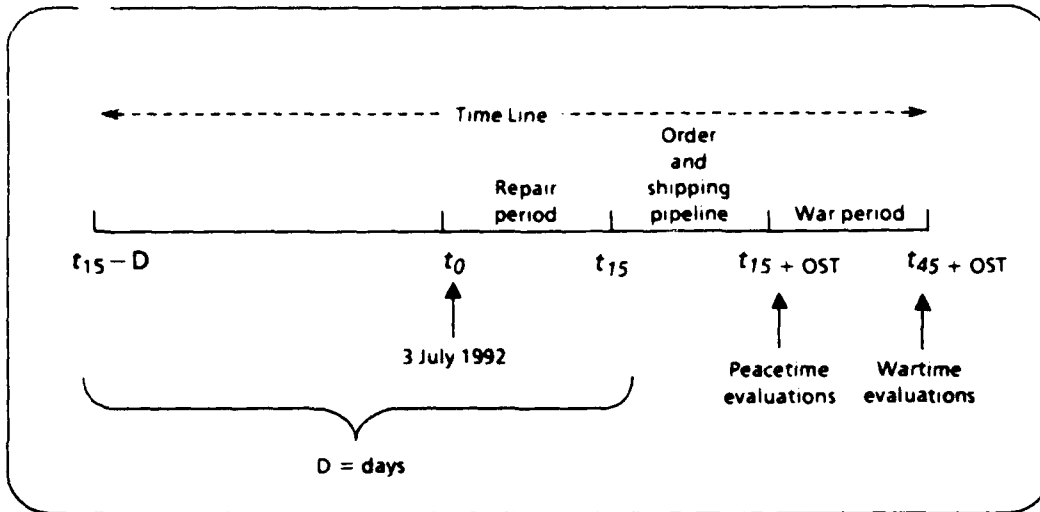 Time Line
Order
and
shipping
pipeline
Repair
period
War period
t15 – D
t0
t15
t15 + OST
t45 + OST
3 July 1992
Peacetime
evaluations
Wartime
evaluations
D = days